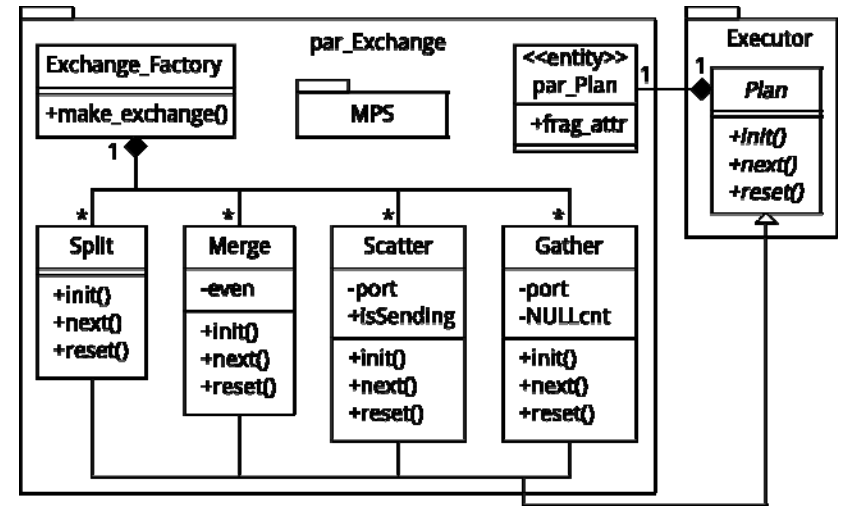 par_Exchange
Exchange_Factory
+make_exchange()
MPS
<<entity>>
par_Plan
+frag_attr
1
1
Executor
Plan
+init()
+next()
+reset()
1
*
*
*
*
Split
+init()
+next()
+reset()
Merge
-even
+init()
+next()
+reset()
Scatter
-port
+isSending
+init()
+next()
+reset()
Gather
-port
-NULLcnt
+init()
+next()
+reset()